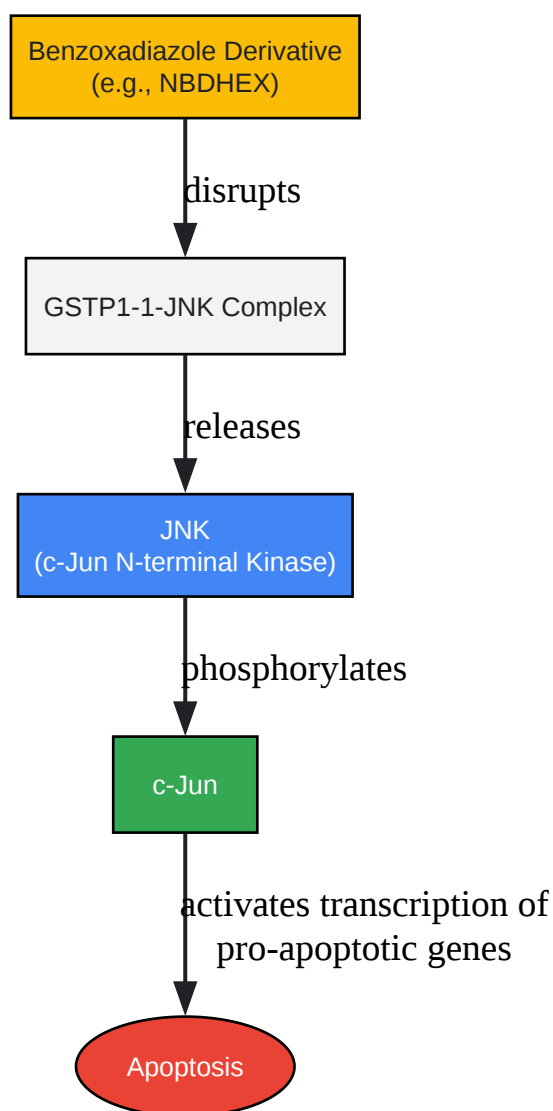 Benzoxadiazole Derivative
(e.g., NBDHEX)
disrupts
GSTP1-1-JNK Complex
releases
JNK
(c-Jun N-terminal Kinase)
phosphorylates
c-Jun
activates transcription of
pro-apoptotic genes
Apoptosis